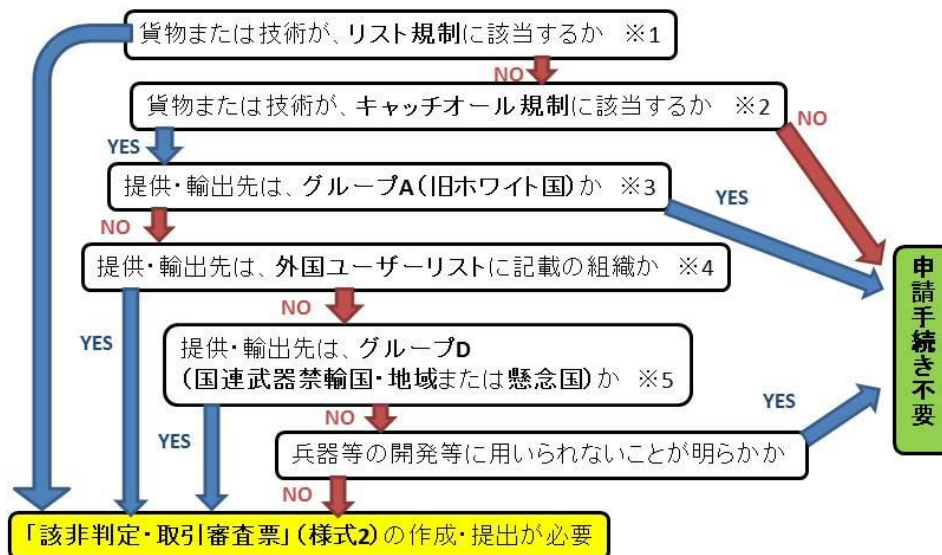 貨物または技術が、リスト規制に該当するか ※1
NO
貨物または技術が、キャッチオール規制に該当するか ※2
NO
YES
提供・輸出先は、グループA(旧ホワイト国)か ※3
YES
NO
提供・輸出先は、外国ユーザーリストに記載の組織か ※4
NO
YES
提供・輸出先は、グループD
(国連武器禁輸国・地域または懸念国)か ※5
YES
NO
YES
兵器等の開発等に用いられないことが明らかか
NO
「該非判定・取引審査票」(様式2)の作成・提出が必要
申請手続き不要